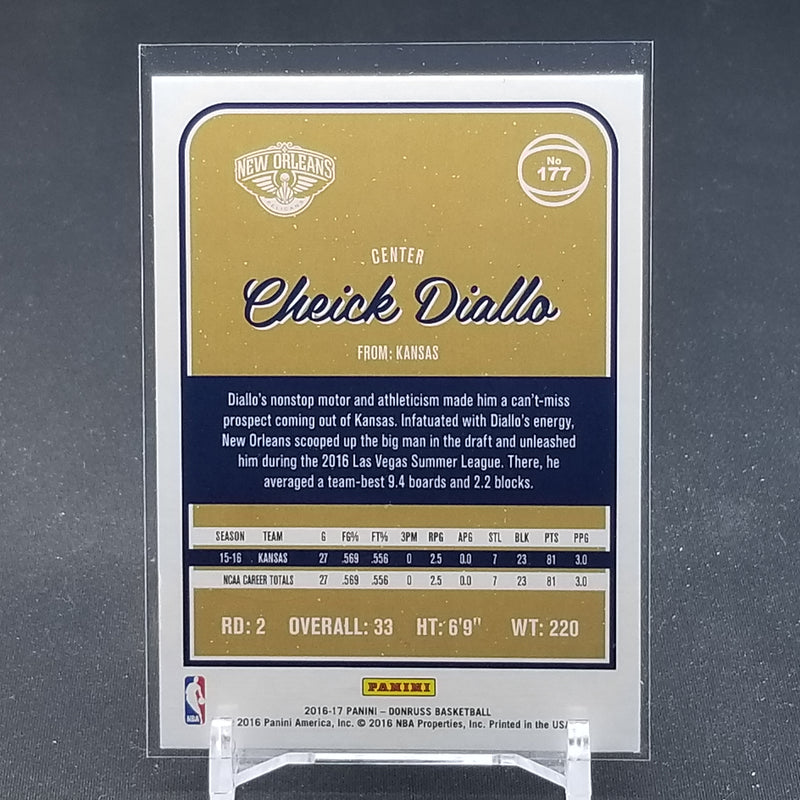 NEW ORLEANS
PELICANS
No
177
CENTER
Cheick Diallo
FROM: KANSAS
Diallo's nonstop motor and athleticism made him a can't-miss
prospect coming out of Kansas. Infatuated with Diallo's energy,
New Orleans scooped up the big man in the draft and unleashed
him during the 2016 Las Vegas Summer League. There, he
averaged a team-best 9.4 boards and 2.2 blocks.
SEASON TEAM G FG% FT% 3PM RPG APG STL BLK PTS PPG
15-16 KANSAS 27 .569 .556 0 2.5 0.0 7 23 81 3.0
NCAA CAREER TOTALS 27 .569 .556 0 2.5 0.0 7 23 81 3.0
RD: 2 OVERALL: 33 HT: 6'9" WT: 220
PANINI
NBA
2016-17 PANINI – DONRUSS BASKETBALL
2016 Panini America, Inc. © 2016 NBA Properties, Inc. Printed in the USA